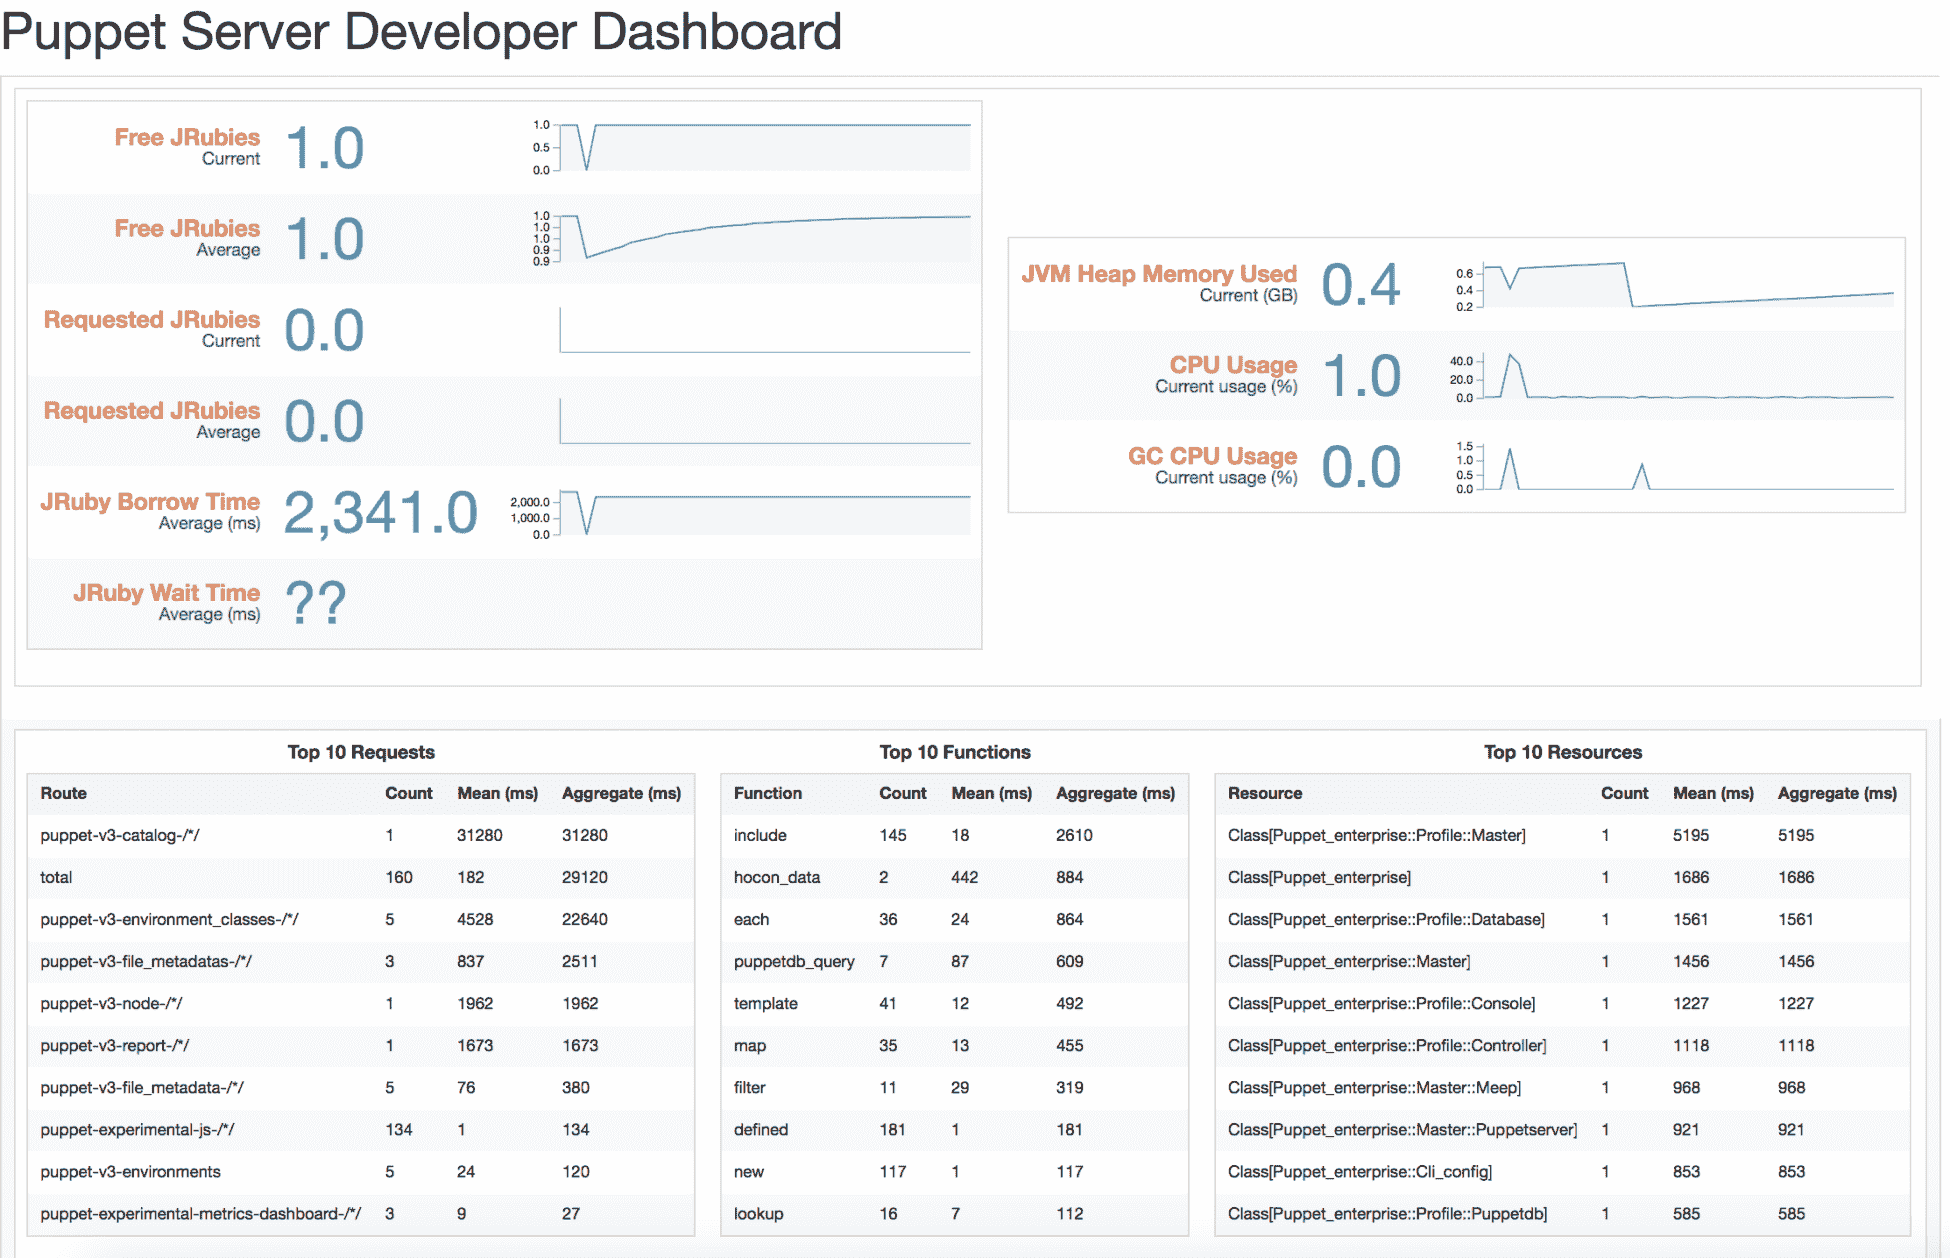 Puppet Server Developer Dashboard
Free JRubies
Current
1.0
1.0
0.5
0.0
Free JRubies
Average
1.0
1.0
1.0
1.0
0.9
0.9
Requested JRubies
Current
0.0
Requested JRubies
Average
0.0
JRuby Borrow Time
Average (ms)
2,341.0
2,000.0
1,000.0
0.0
JRuby Wait Time
Average (ms)
??
JVM Heap Memory Used
Current (GB)
0.4
0.6
0.4
0.2
CPU Usage
Current usage (%)
1.0
40.0
20.0
0.0
GC CPU Usage
Current usage (%)
0.0
1.5
1.0
0.5
0.0
Top 10 Requests
Route Count Mean (ms) Aggregate (ms)
puppet-v3-catalog-/*/ 1 31280 31280
total 160 182 29120
puppet-v3-environment_classes-/*/ 5 4528 22640
puppet-v3-file_metadatas-/*/ 3 837 2511
puppet-v3-node-/*/ 1 1962 1962
puppet-v3-report-/*/ 1 1673 1673
puppet-v3-file_metadata-/*/ 5 76 380
puppet-experimental-js-/*/ 134 1 134
puppet-v3-environments 5 24 120
puppet-experimental-metrics-dashboard-/*/ 3 9 27
Top 10 Functions
Function Count Mean (ms) Aggregate (ms)
include 145 18 2610
hocon_data 2 442 884
each 36 24 864
puppetdb_query 7 87 609
template 41 12 492
map 35 13 455
filter 11 29 319
defined 181 1 181
new 117 1 117
lookup 16 7 112
Top 10 Resources
Resource Count Mean (ms) Aggregate (ms)
Class[Puppet_enterprise::Profile::Master] 1 5195 5195
Class[Puppet_enterprise] 1 1686 1686
Class[Puppet_enterprise::Profile::Database] 1 1561 1561
Class[Puppet_enterprise::Master] 1 1456 1456
Class[Puppet_enterprise::Profile::Console] 1 1227 1227
Class[Puppet_enterprise::Profile::Controller] 1 1118 1118
Class[Puppet_enterprise::Master::Meep] 1 968 968
Class[Puppet_enterprise::Master::Puppetserver] 1 921 921
Class[Puppet_enterprise::Cli_config] 1 853 853
Class[Puppet_enterprise::Profile::Puppetdb] 1 585 585